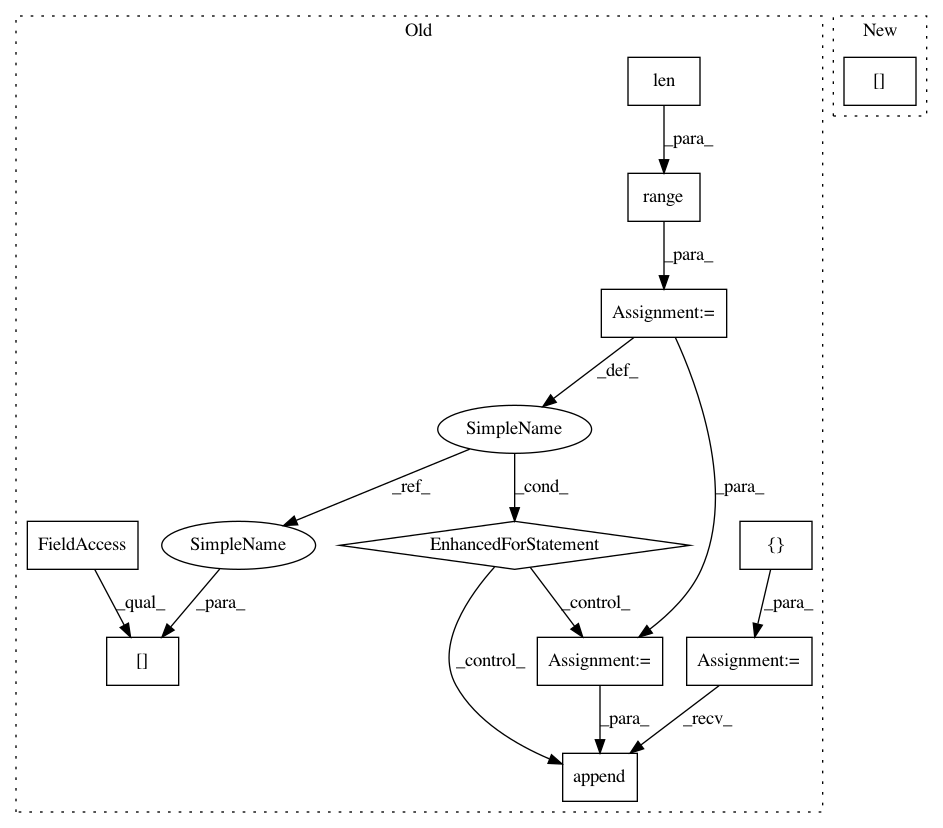 Old
New
len
[]
_para_
range
_para_
Assignment:=
_def_
SimpleName
_ref_
_cond_
_para_
FieldAccess
SimpleName
EnhancedForStatement
{}
_qual_
_para_
_control_
_para_
[]
_control_
Assignment:=
Assignment:=
_para_
_recv_
append